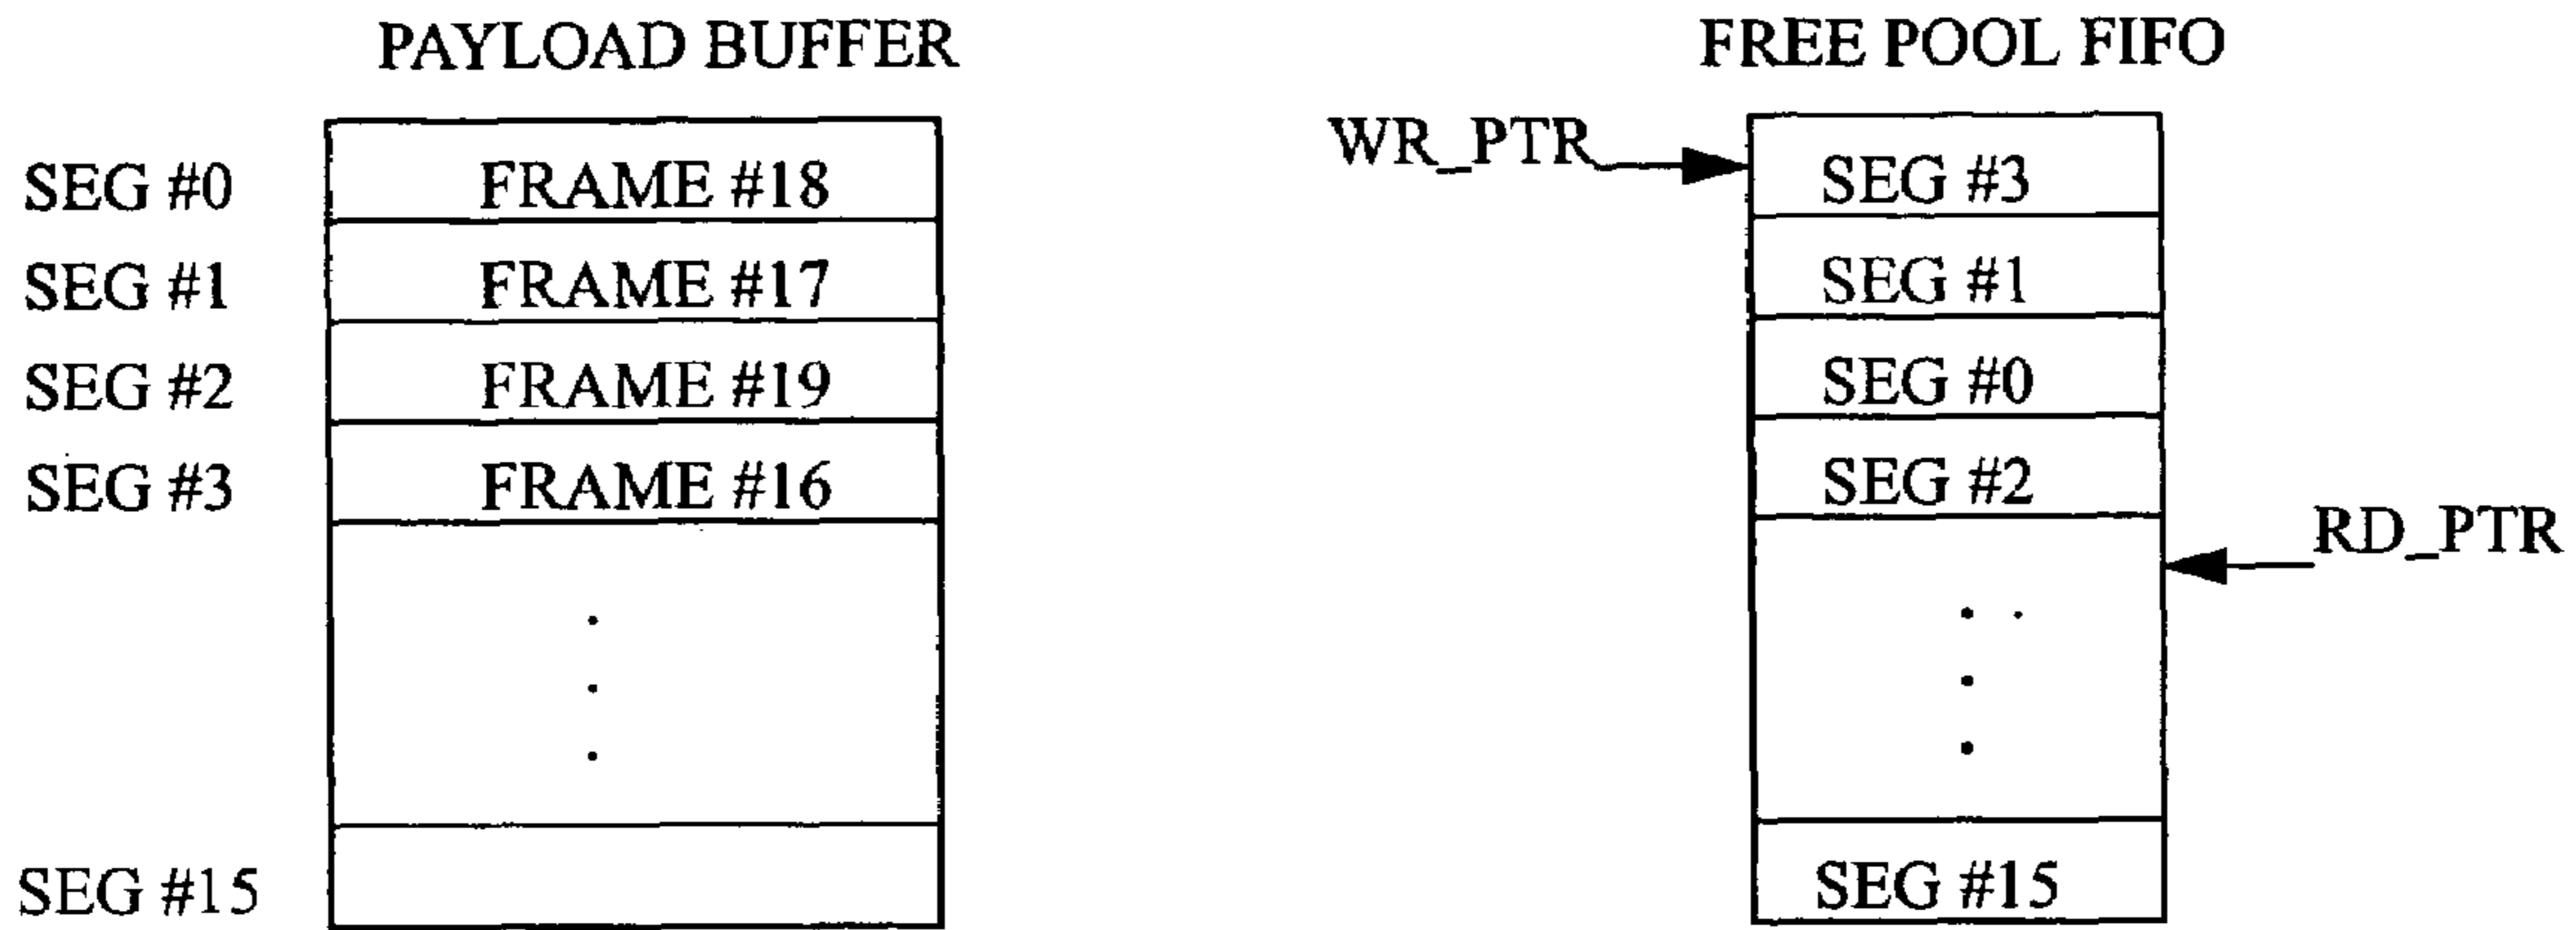 PAYLOAD BUFFER
SEG #0 FRAME #18
SEG #1 FRAME #17
SEG #2 FRAME #19
SEG #3 FRAME #16
SEG #15
FREE POOL FIFO
WR_PTR
SEG #3
SEG #1
SEG #0
SEG #2
RD_PTR
SEG #15